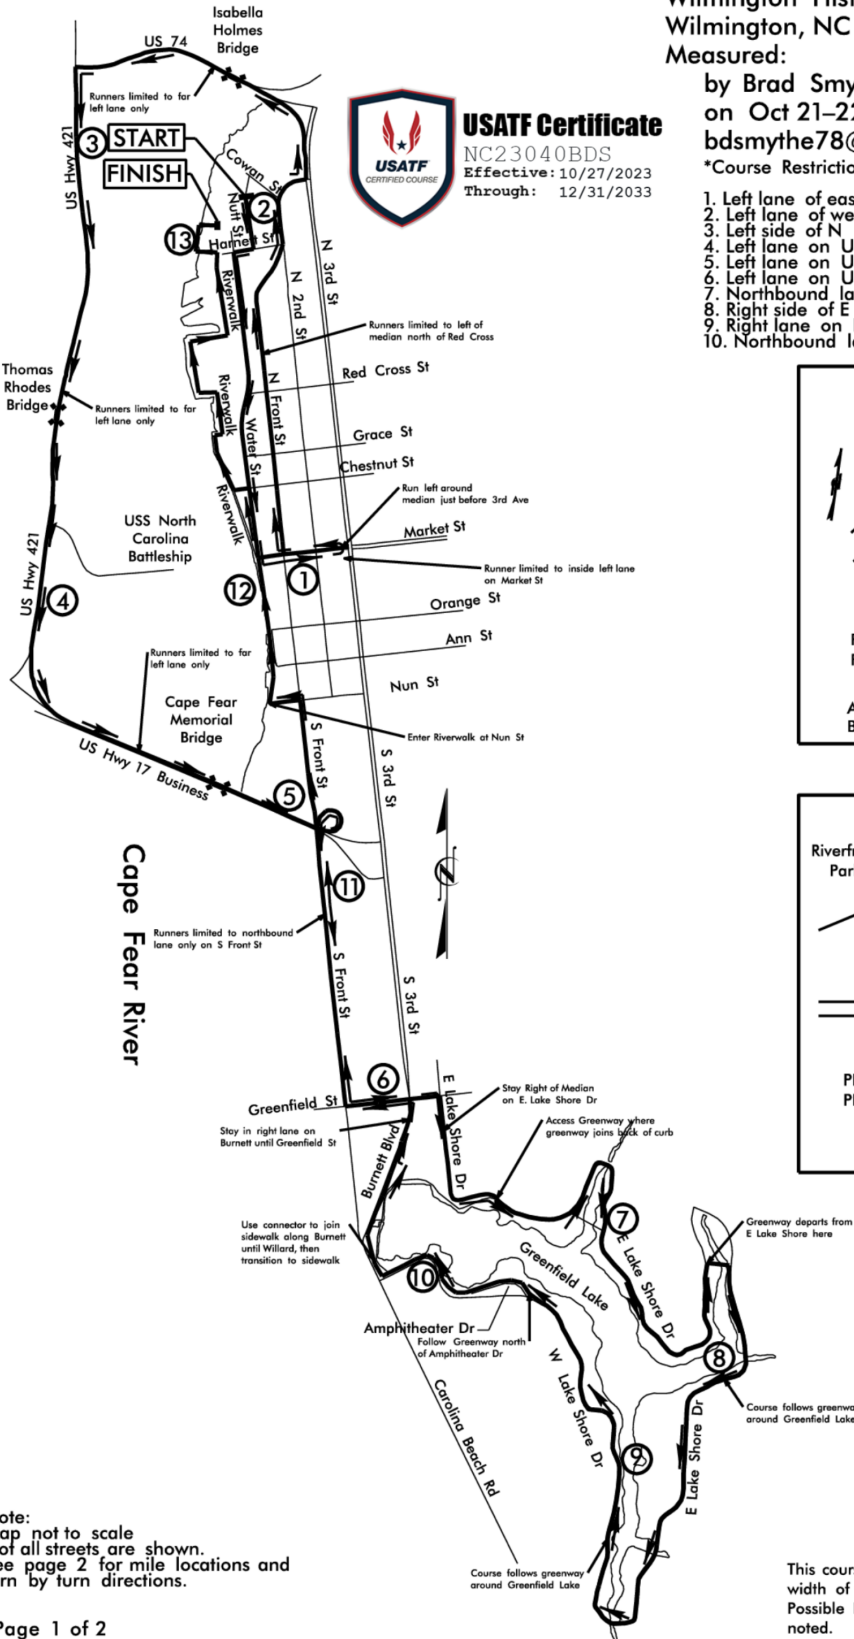 Isabella
Holmes
Bridge
US 74
Wilmington, NC
Measured:
by Brad
on Oct 21–22
*Course
Runners limited to far
left lane only
US Hwy 421
3
START
FINISH
USATF
CERTIFIED COURSE
USATF Certificate
NC23040BDS
Effective: 10/27/2023
Through: 12/31/2033
1. Left lane of
2. Left lane of
3. Left side of N
4. Left lane on
5. Left lane on
6. Left lane on
7. Northbound
8. Right side of E
9. Right lane on
10. Northbound
Cowan St
Nutt St
2
13
Harnett St
N 3rd St
N 2nd St
Riverwalk
Runners limited to left of
median north of Red Cross
Thomas
Rhodes
Bridge
Runners limited to far
left lane only
Red Cross St
Riverwalk
N Front St
Water St
Grace St
Chestnut St
Run left around
median just before 3rd Ave
Riverwalk
USS North
Carolina
Battleship
Market St
Runner limited to inside left lane
on Market St
US Hwy 421
4
12
1
Orange St
Ann St
Runners limited to far
left lane only
Nun St
Cape Fear
Memorial
Bridge
Enter Riverwalk at Nun St
US Hwy 17 Business
S Front St
S 3rd St
5
N
Cape Fear River
11
Runners limited to northbound
lane only on S Front St
S Front St
S 3rd St
6
Greenfield St
Stay in right lane on
Burnett until Greenfield St
E Lake Shore Dr
Stay Right of Median
on E. Lake Shore Dr
Access Greenway where
greenway joins back of curb
Burnett Blvd
7
Use connector to join
sidewalk along Burnett
until Willard, then
transition to sidewalk
Greenway departs from
E Lake Shore here
E Lake Shore Dr
Greenfield Lake
10
Amphitheater Dr
Follow Greenway north
of Amphitheater Dr
8
W Lake Shore Dr
Carolina Beach Rd
Course follows
around Greenfield Lake
E Lake Shore Dr
9
Course follows greenway
around Greenfield Lake
not to scale
all streets are shown.
page 2 for mile locations and
by turn directions.
Page 1 of 2
This
width of
Possible
noted.